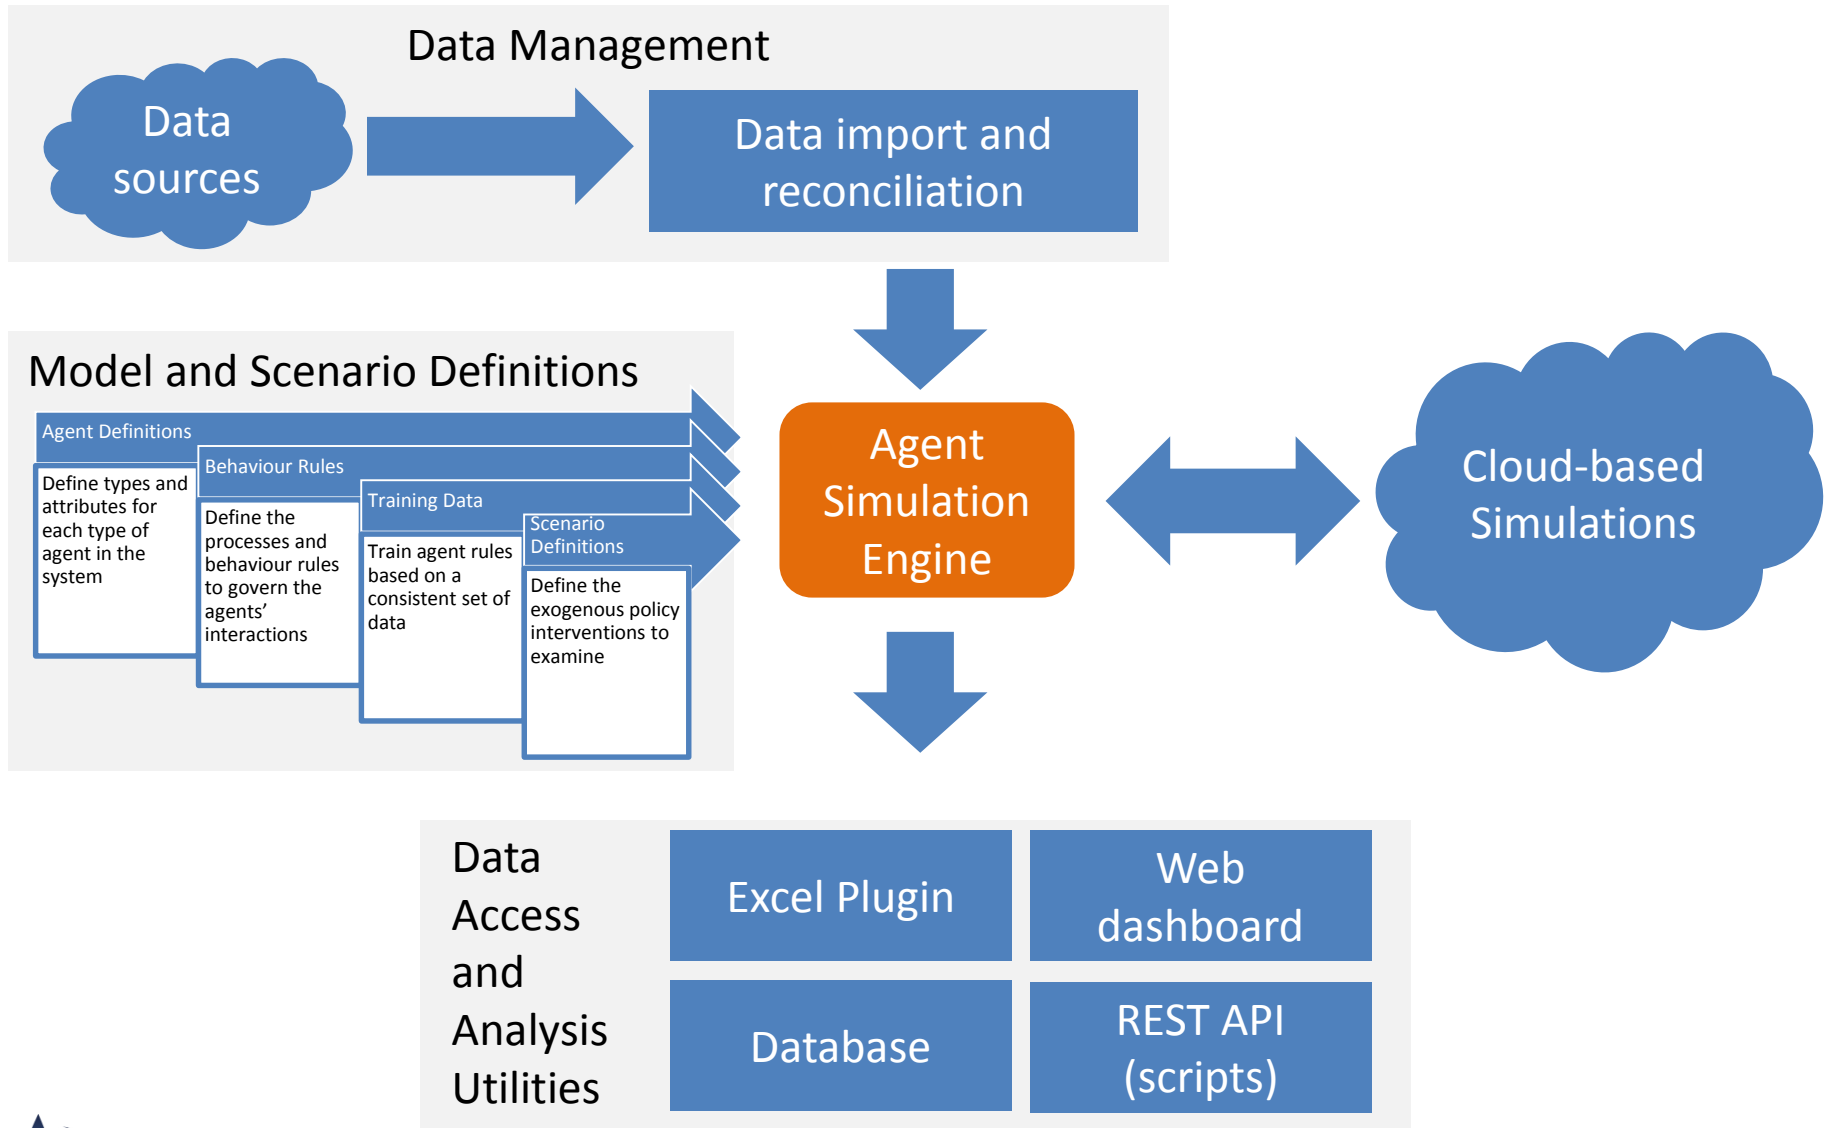 Data Management
Data
sources
Data import and
reconciliation
Model and Scenario Definitions
Agent Definitions
Define types and
attributes for
each type of
agent in the
system
Behaviour Rules
Define the
processes and
behaviour rules
to govern the
agents’
interactions
Training Data
Train agent rules
based on a
consistent set of
data
Scenario
Definitions
Define the
exogenous policy
interventions to
examine
Agent
Simulation
Engine
Cloud-based
Simulations
Data
Access
and
Analysis
Utilities
Excel Plugin
Web
dashboard
Database
REST API
(scripts)